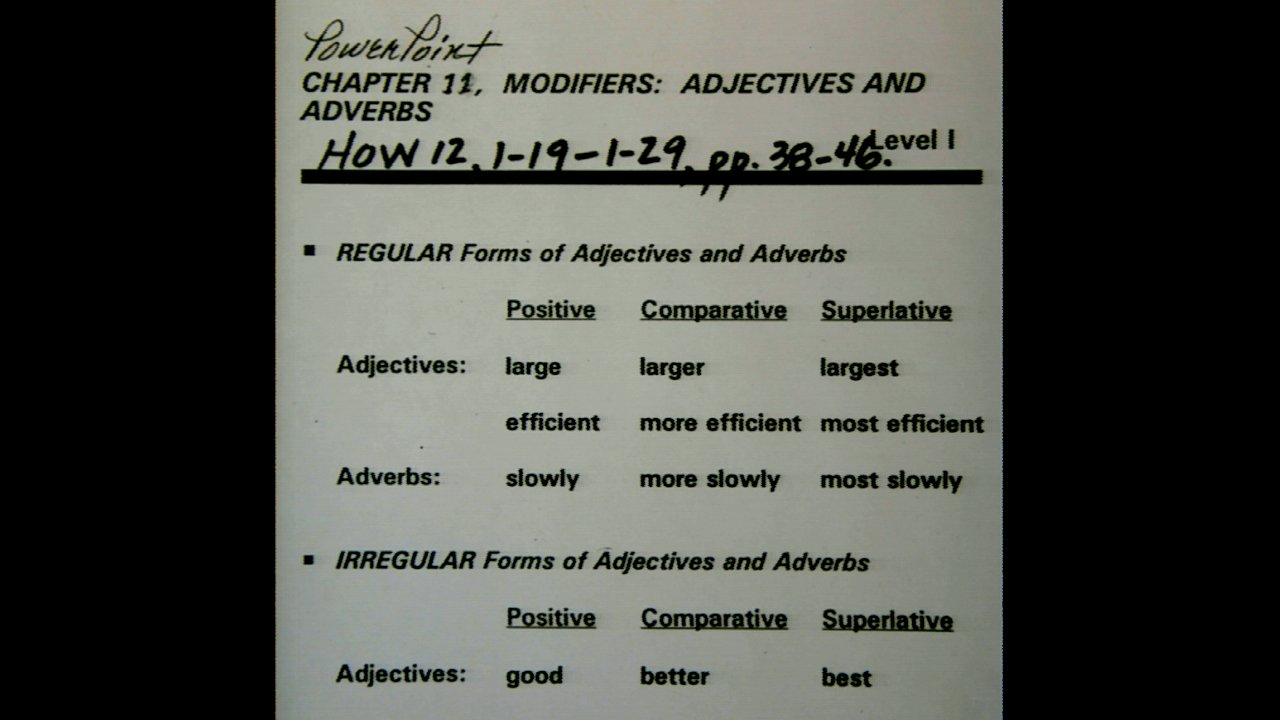 PowerPoint
CHAPTER 11, MODIFIERS: ADJECTIVES AND
ADVERBS
Level I
HOW 12, 1-19-1-29, pp. 38-46.
▪ REGULAR Forms of Adjectives and Adverbs
Positive Comparative Superlative
Adjectives: large larger largest
efficient more efficient most efficient
Adverbs: slowly more slowly most slowly
▪ IRREGULAR Forms of Adjectives and Adverbs
Positive Comparative Superlative
Adjectives: good better best